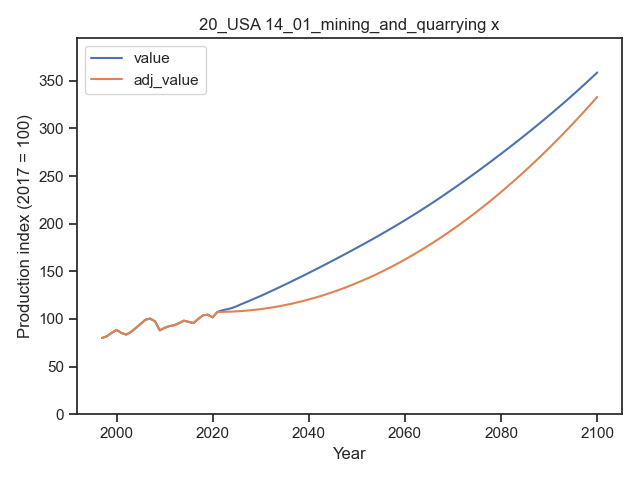 20_USA 14_01_mining_and_quarrying x
value
adj_value
Production index (2017 = 100)
350
300
250
200
150
100
50
0
2000 2020 2040 2060 2080 2100
Year